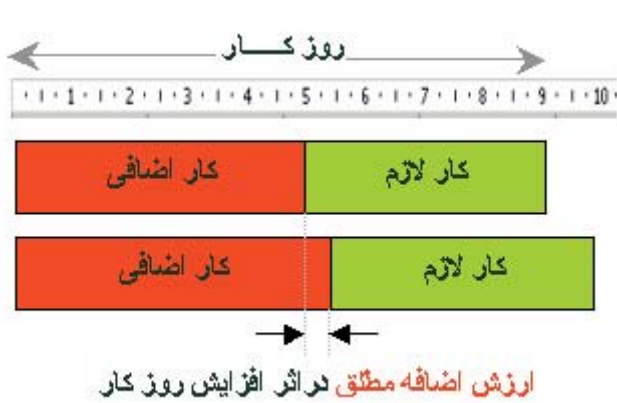 روز کـــــار
1 2 3 4 5 6 7 8 9 10
کار اضافی کار لازم
کار اضافی کار لازم
ارزش اضافه مطلق در اثر افزایش روز کار